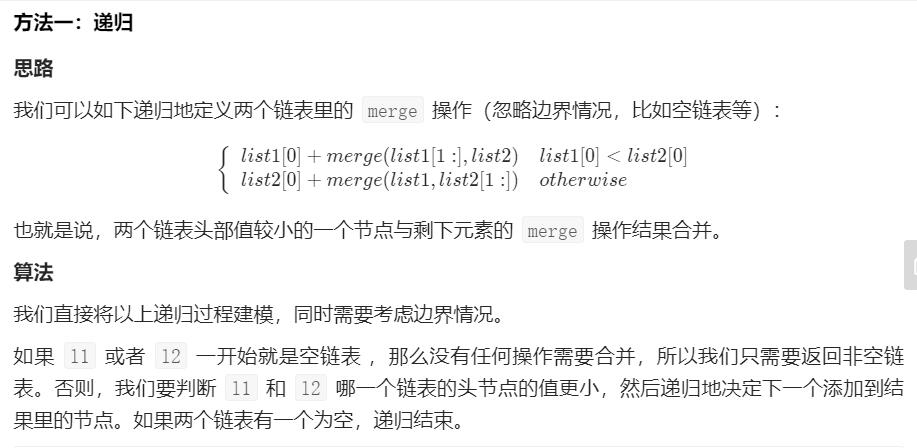 方法一：递归
思路
我们可以如下递归地定义两个链表里的 merge 操作（忽略边界情况，比如空链表等）：
list1[0] + merge(list1[1 :], list2) list1[0] < list2[0]
list2[0] + merge(list1, list2[1 :]) otherwise
也就是说，两个链表头部值较小的一个节点与剩下元素的 merge 操作结果合并。
算法
我们直接将以上递归过程建模，同时需要考虑边界情况。
如果 l1 或者 l2 一开始就是空链表 ，那么没有任何操作需要合并，所以我们只需要返回非空链
表。否则，我们要判断 l1 和 l2 哪一个链表的头节点的值更小，然后递归地决定下一个添加到结
果里的节点。如果两个链表有一个为空，递归结束。